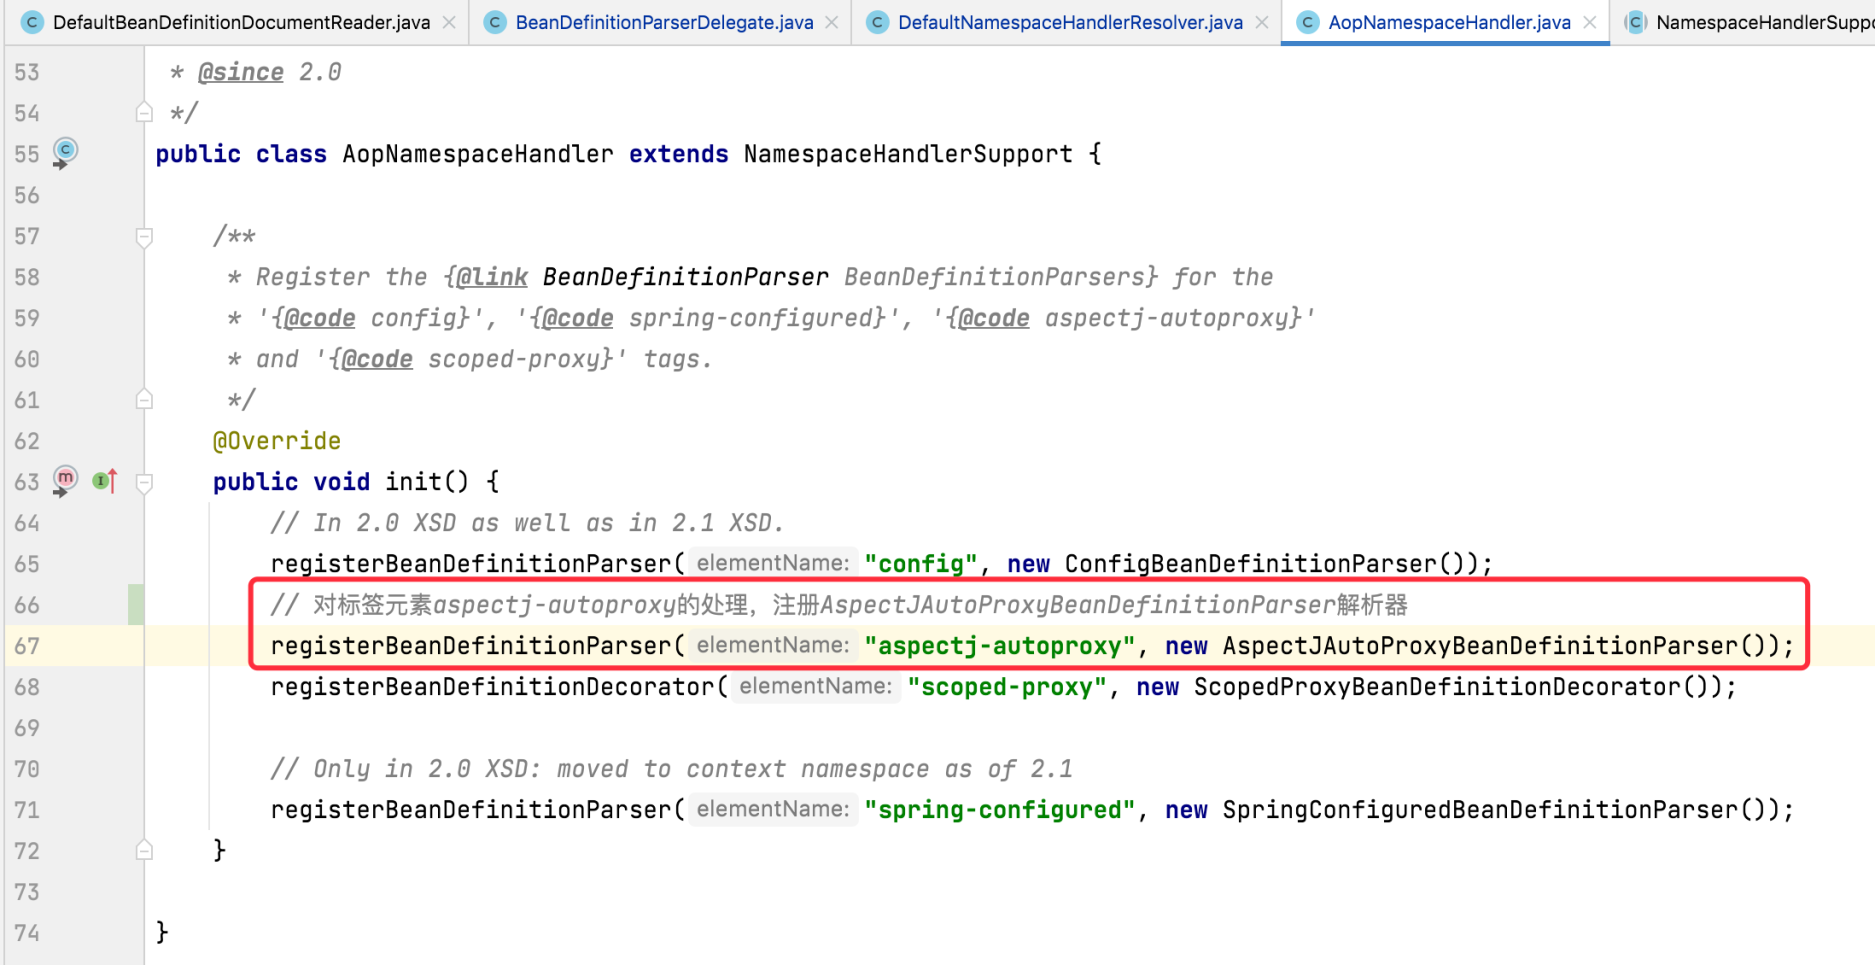 DefaultBeanDefinitionDocumentReader.java BeanDefinitionParserDelegate.java DefaultNamespaceHandlerResolver.java AopNamespaceHandler.java NamespaceHandlerSuppo
53 * @since 2.0
54 */
55 public class AopNamespaceHandler extends NamespaceHandlerSupport {
56
57 /**
58 * Register the {@link BeanDefinitionParser BeanDefinitionParsers} for the
59 * '{@code config}', '{@code spring-configured}', '{@code aspectj-autoproxy}'
60 * and '{@code scoped-proxy}' tags.
61 */
62 @Override
63 public void init() {
64 // In 2.0 XSD as well as in 2.1 XSD.
65 registerBeanDefinitionParser( elementName: "config", new ConfigBeanDefinitionParser());
66 // 对标签元素aspectj-autoproxy的处理，注册AspectJAutoProxyBeanDefinitionParser解析器
67 registerBeanDefinitionParser( elementName: "aspectj-autoproxy", new AspectJAutoProxyBeanDefinitionParser());
68 registerBeanDefinitionDecorator( elementName: "scoped-proxy", new ScopedProxyBeanDefinitionDecorator());
69
70 // Only in 2.0 XSD: moved to context namespace as of 2.1
71 registerBeanDefinitionParser( elementName: "spring-configured", new SpringConfiguredBeanDefinitionParser());
72 }
73
74 }